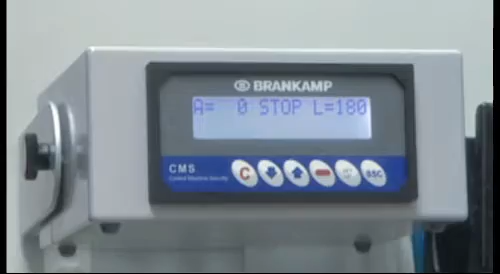 BRANKAMP
A=  0 STOP L=180
CMS
Control Machine Security
C
ESC